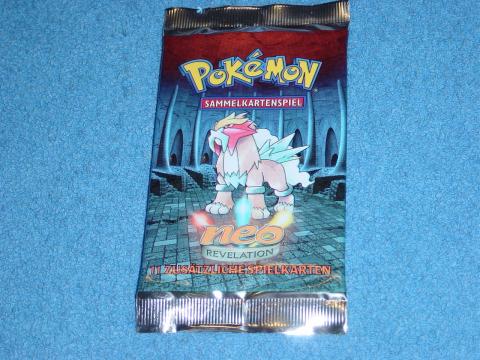 POKéMON
SAMMELKARTENSPIEL
neo
REVELATION
11 ZUSÄTZLICHE SPIELKARTEN